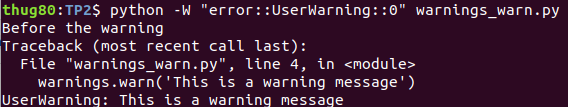 thug80:TP2$ python -W "error::UserWarning::0" warnings_warn.py
Before the warning
Traceback (most recent call last):
  File "warnings_warn.py", line 4, in <module>
    warnings.warn('This is a warning message')
UserWarning: This is a warning message